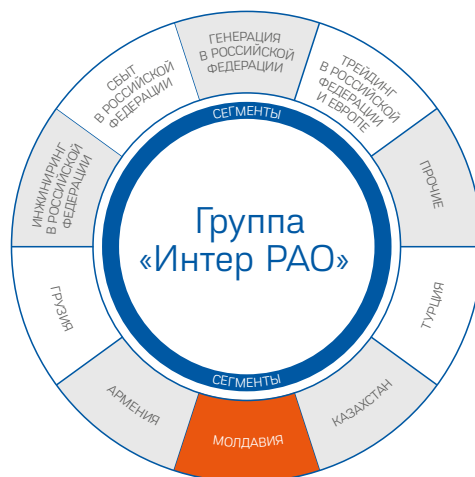 ГЕНЕРАЦИЯ
В РОССИЙСКОЙ
ФЕДЕРАЦИИ
ТРЕЙДИНГ
В РОССИЙСКОЙ
ФЕДЕРАЦИИ
И ЕВРОПЕ
ПРОЧИЕ
ТУРЦИЯ
КАЗАХСТАН
МОЛДАВИЯ
АРМЕНИЯ
ГРУЗИЯ
ИНЖИНИРИНГ
В РОССИЙСКОЙ
ФЕДЕРАЦИИ
СБЫТ
В РОССИЙСКОЙ
ФЕДЕРАЦИИ
СЕГМЕНТЫ
Группа
«Интер РАО»
СЕГМЕНТЫ